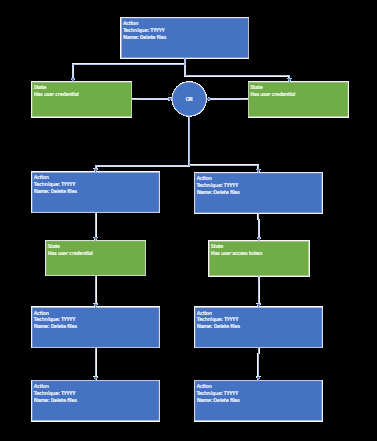 Action
Technique: TYYYY
Name: Delete files
State
Has user credential
OR
State
Has user credential
Action
Technique: TYYYY
Name: Delete files
Action
Technique: TYYYY
Name: Delete files
State
Has user credential
State
Has user access token
Action
Technique: TYYYY
Name: Delete files
Action
Technique: TYYYY
Name: Delete files
Action
Technique: TYYYY
Name: Delete files
Action
Technique: TYYYY
Name: Delete files